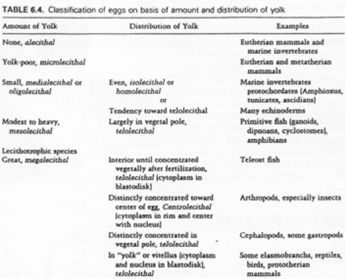 TABLE 6.4. Classification of eggs on basis of amount and distribution of yolk
Amount of Yolk Distribution of Yolk Examples
None, alecithal Eutherian mammals and
marine invertebrates
Yolk-poor, microlecithal Eutherian and metatherian
mammals
Small, medialecithal or Even, isolecithal or Marine invertebrates
oligolecithal homolecithal protochordates (Amphioxus,
or tunicates, ascidians)
Tendency toward telolecithal Many echinoderms
Modest to heavy, Largely in vegetal pole, Primitive fish (ganoids,
mesolecithal telolecithal dipnoans, cyclostomes),
amphibians
Lecithotrophic species
Great, megalecithal Interior until concentrated Teleost fish
vegetally after fertilization,
telolecithal (cytoplasm in
blastodisk)
Distinctly concentrated toward Arthropods, especially insects
center of egg, Centrolecithal
(cytoplasm in rim and center
with nucleus)
Distinctly concentrated in Cephalopods, some gastropods
vegetal pole, telolecithal
In "yolk" or vitellus (cytoplasm Some elasmobranchs, reptiles,
and nucleus in blastodisk), birds, prototherian
telolecithal mammals